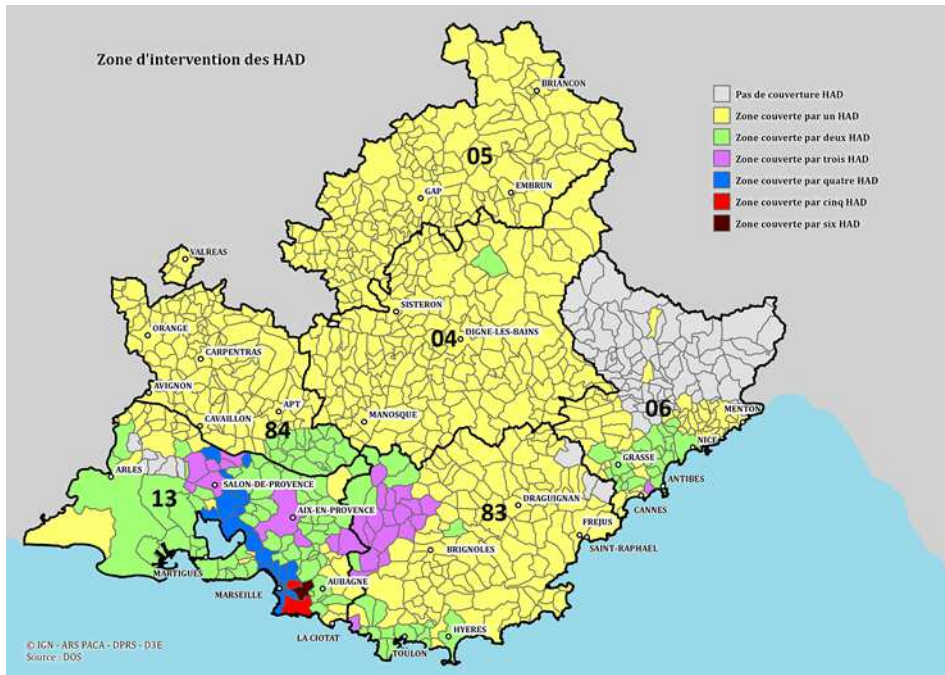 Zone d'intervention des HAD
Pas de couverture HAD
Zone couverte par un HAD
Zone couverte par deux HAD
Zone couverte par trois HAD
Zone couverte par quatre HAD
Zone couverte par cinq HAD
Zone couverte par six HAD
BRIANCON
05
GAP
EMBRUN
VALREAS
SISTERON
ORANGE
04
DIGNE-LES-BAINS
CARPENTRAS
AVIGNON
APT
MANOSQUE
06
MENTON
CAVAILLON
84
NICE
GRASSE
ARLES
SALON-DE-PROVENCE
ANTIBES
13
DRAGUIGNAN
CANNES
AIX-EN-PROVENCE
83
FREJUS
BRIGNOLES
SAINT-RAPHAEL
MARTIGUES
AUBAGNE
MARSEILLE
LA CIOTAT
HYERES
TOULON
© IGN - ARS PACA - DPRS - D3E
Source : DOS